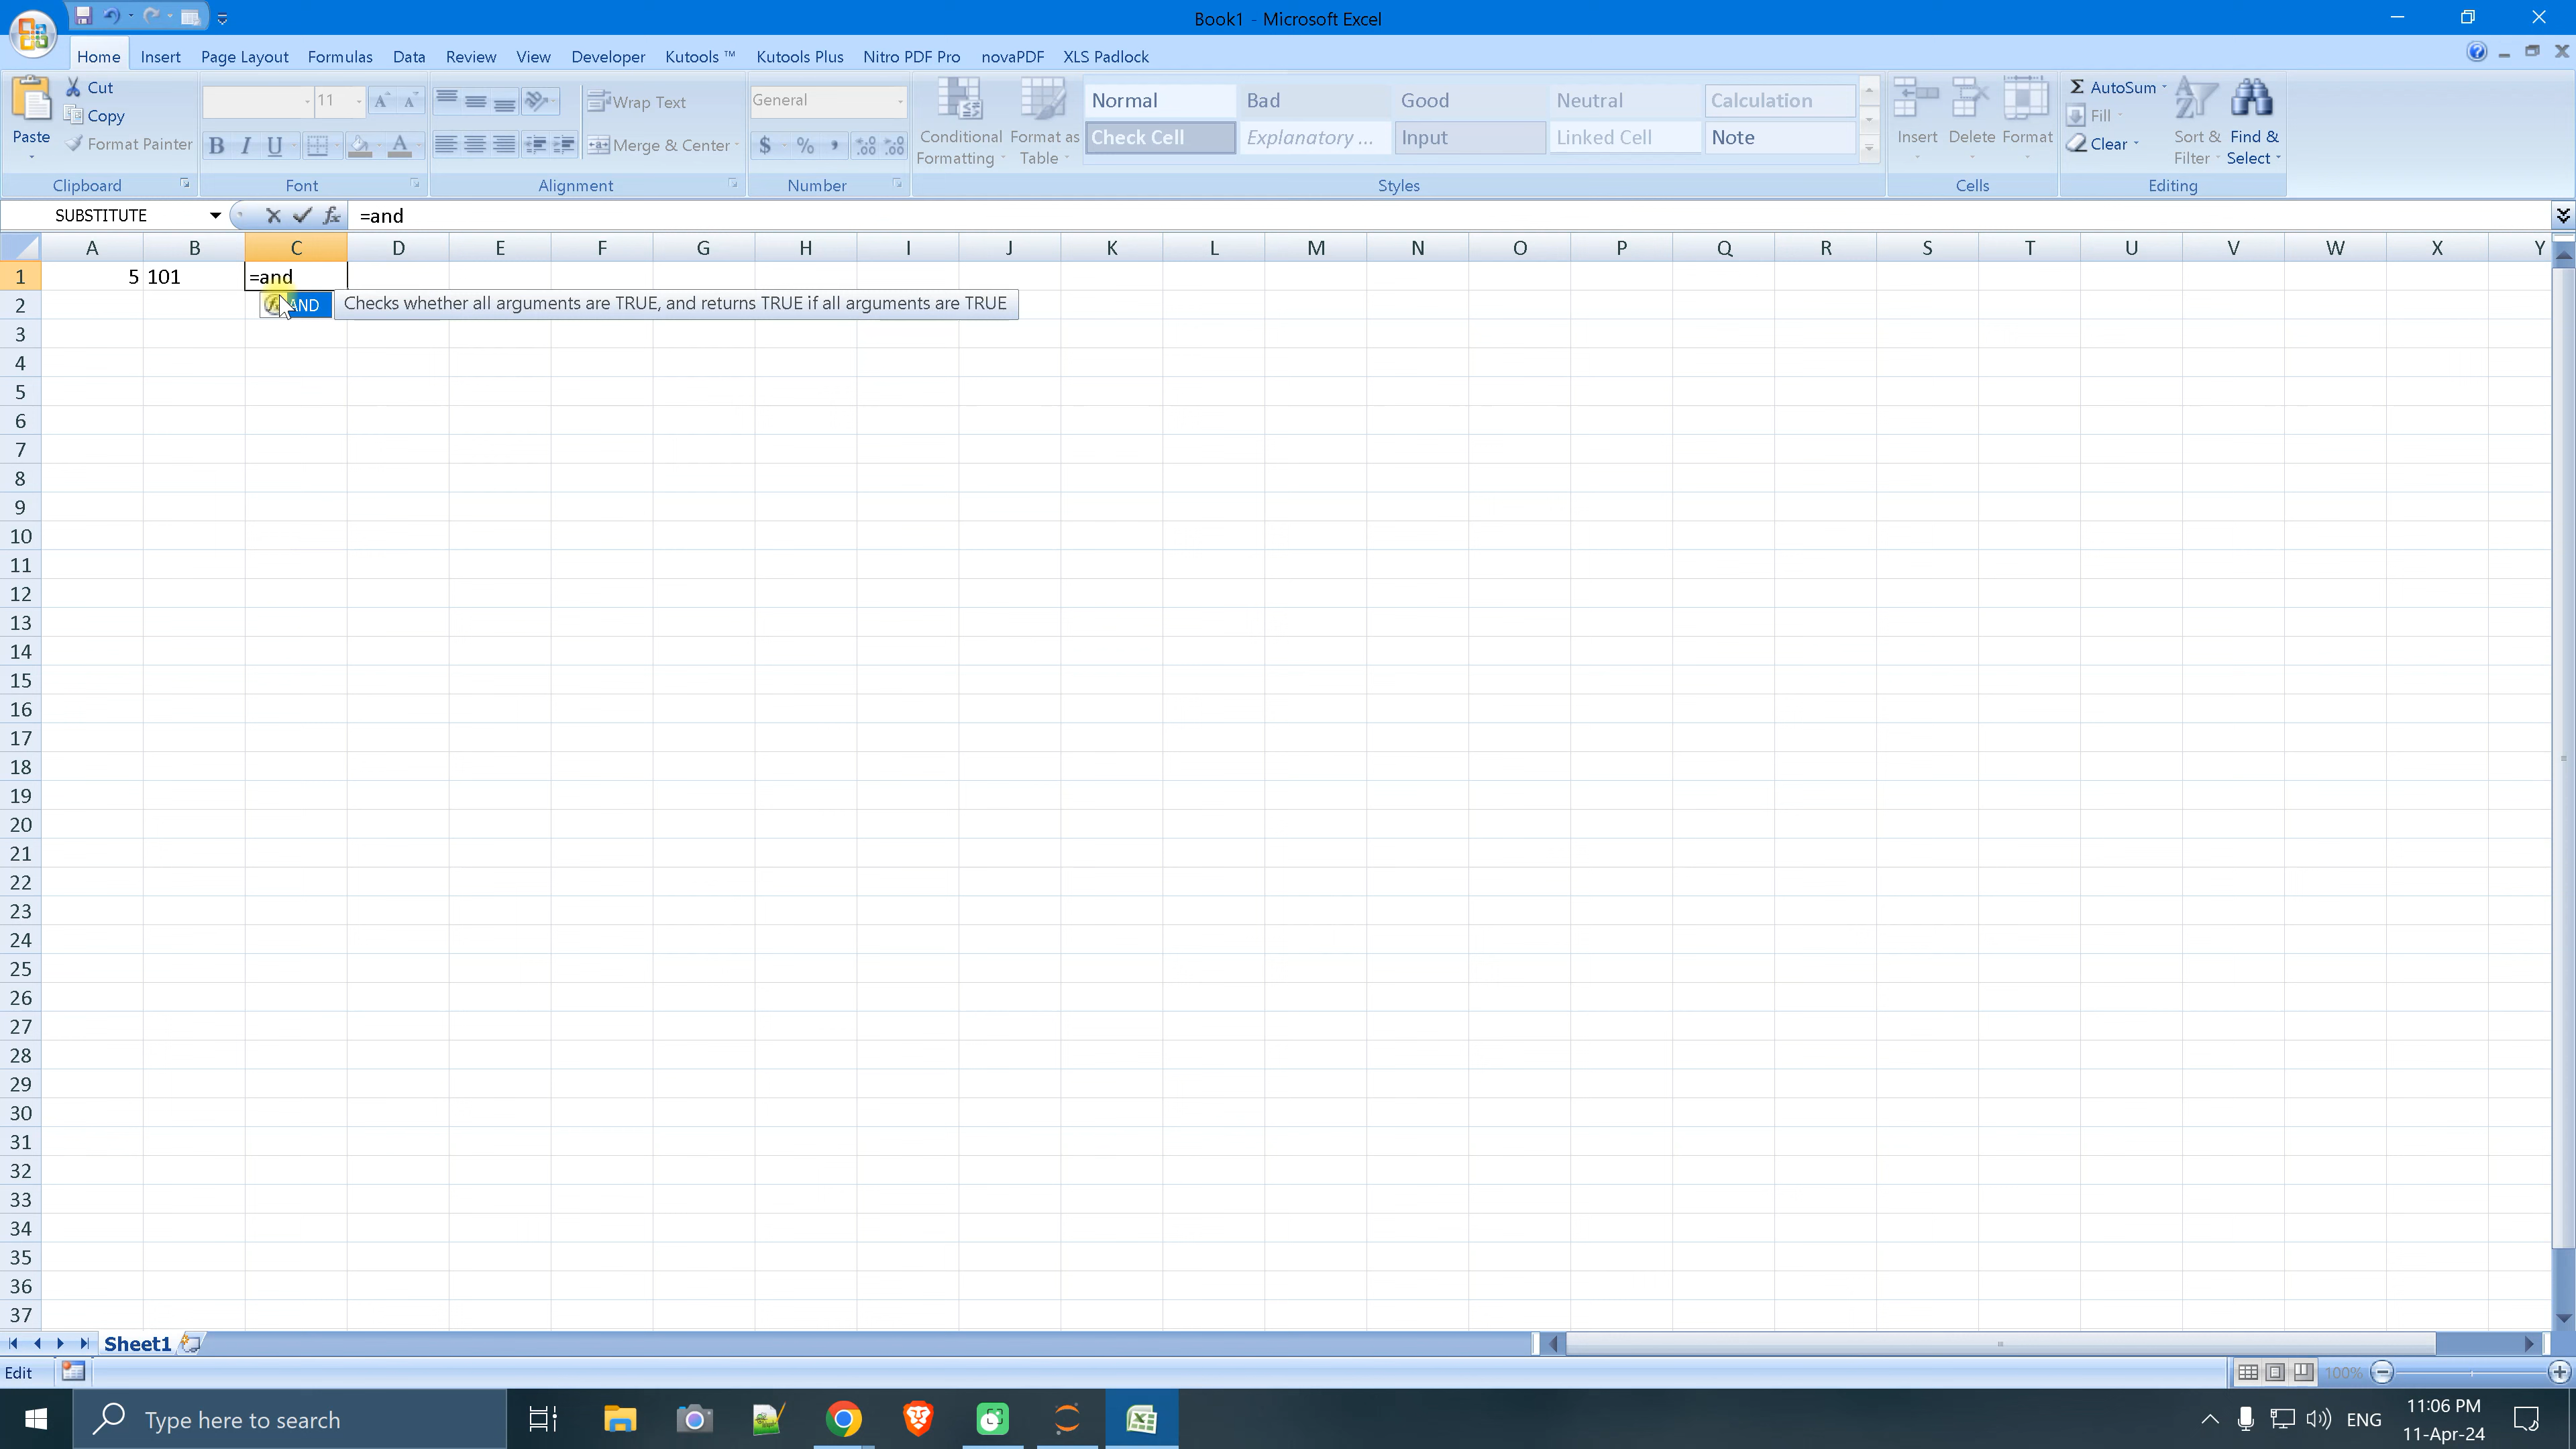 Book1 - Microsoft Excel
Home Insert Page Layout Formulas Data Review View Developer Kutools ™ Kutools Plus Nitro PDF Pro novaPDF XLS Padlock
Paste
Cut
Copy
Format Painter
Clipboard
11
B I U A
Font
Wrap Text
Merge & Center
Alignment
General
$ % ,
Number
Conditional Formatting
Format as Table
Normal Bad Good Neutral Calculation
Check Cell Explanatory ... Input Linked Cell Note
Styles
Insert Delete Format
Cells
Σ AutoSum
Fill
Clear
Sort & Filter
Find & Select
Editing
SUBSTITUTE fx =and
A B C D E F G H I J K L M N O P Q R S T U V W X Y
1 5 101 =and
2 AND Checks whether all arguments are TRUE, and returns TRUE if all arguments are TRUE
3
4
5
6
7
8
9
10
11
12
13
14
15
16
17
18
19
20
21
22
23
24
25
26
27
28
29
30
31
32
33
34
35
36
37
Sheet1
Edit 100%
Type here to search
ENG
11:06 PM
11-Apr-24